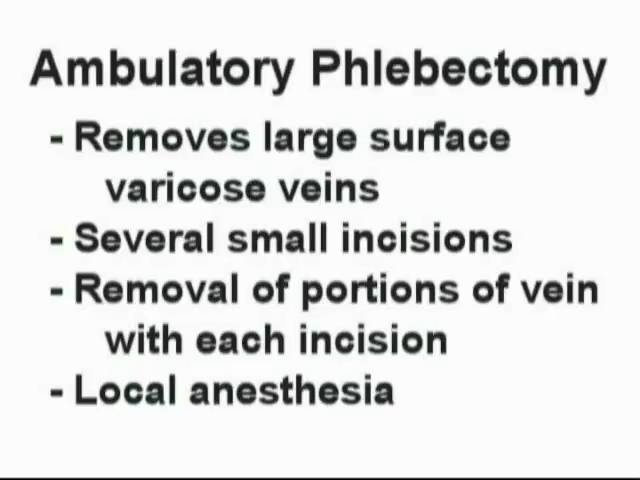 Ambulatory Phlebectomy
- Removes large surface
varicose veins
- Several small incisions
- Removal of portions of vein
with each incision
- Local anesthesia